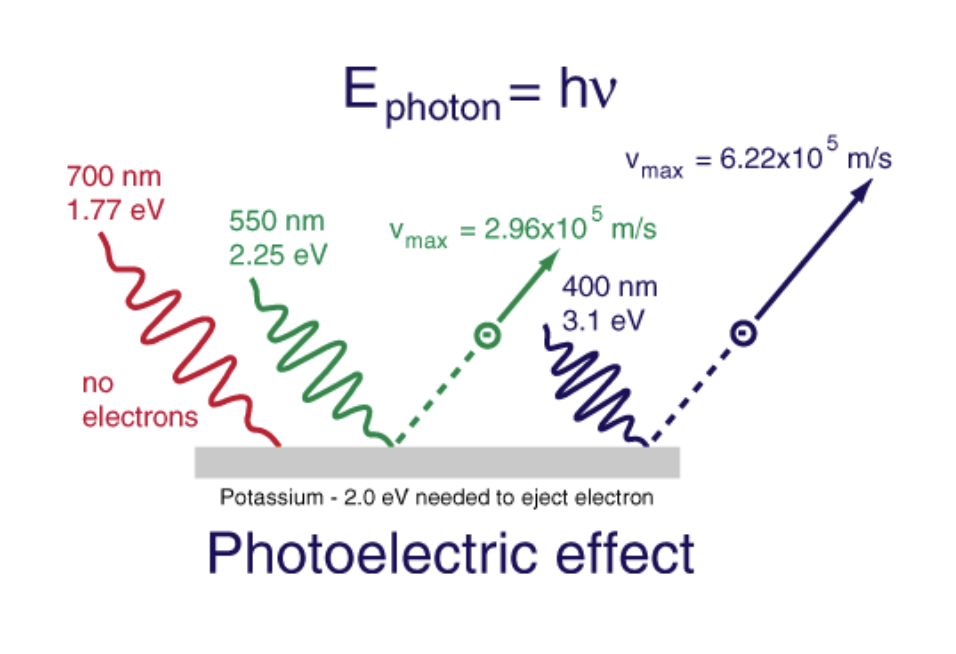 E photon = hν
700 nm
1.77 eV
no
electrons
550 nm
2.25 eV
v max = 2.96x10 5 m/s
400 nm
3.1 eV
v max = 6.22x10 5 m/s
Potassium - 2.0 eV needed to eject electron
Photoelectric effect